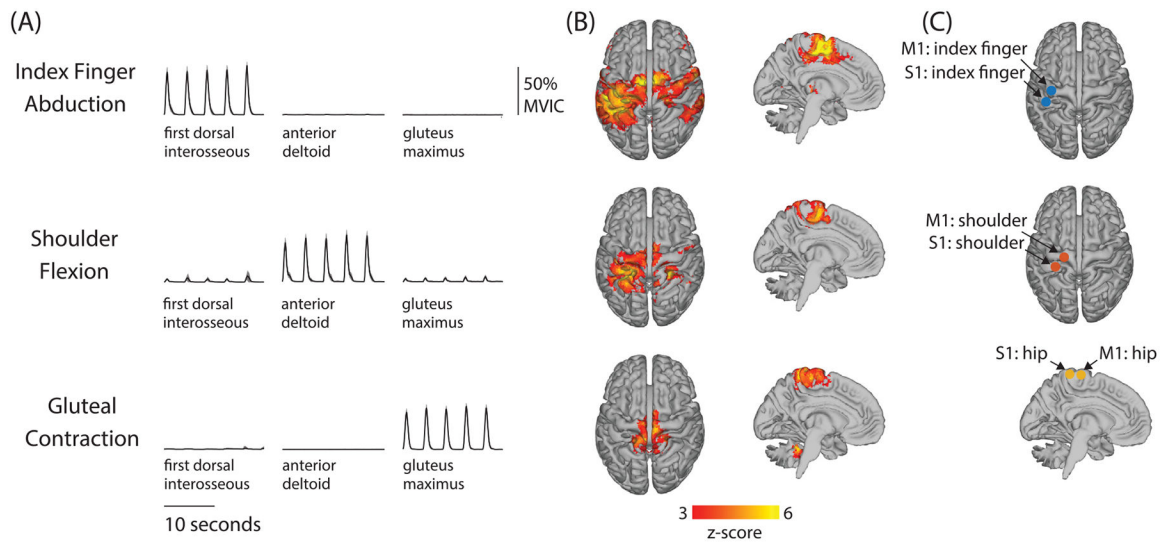 (A)
Index Finger
Abduction
first dorsal
interosseous
anterior
deltoid
gluteus
maximus
50%
MVIC
Shoulder
Flexion
first dorsal
interosseous
anterior
deltoid
gluteus
maximus
Gluteal
Contraction
first dorsal
interosseous
anterior
deltoid
gluteus
maximus
10 seconds
(B)
3
6
z-score
(C)
M1: index finger
S1: index finger
M1: shoulder
S1: shoulder
S1: hip
M1: hip